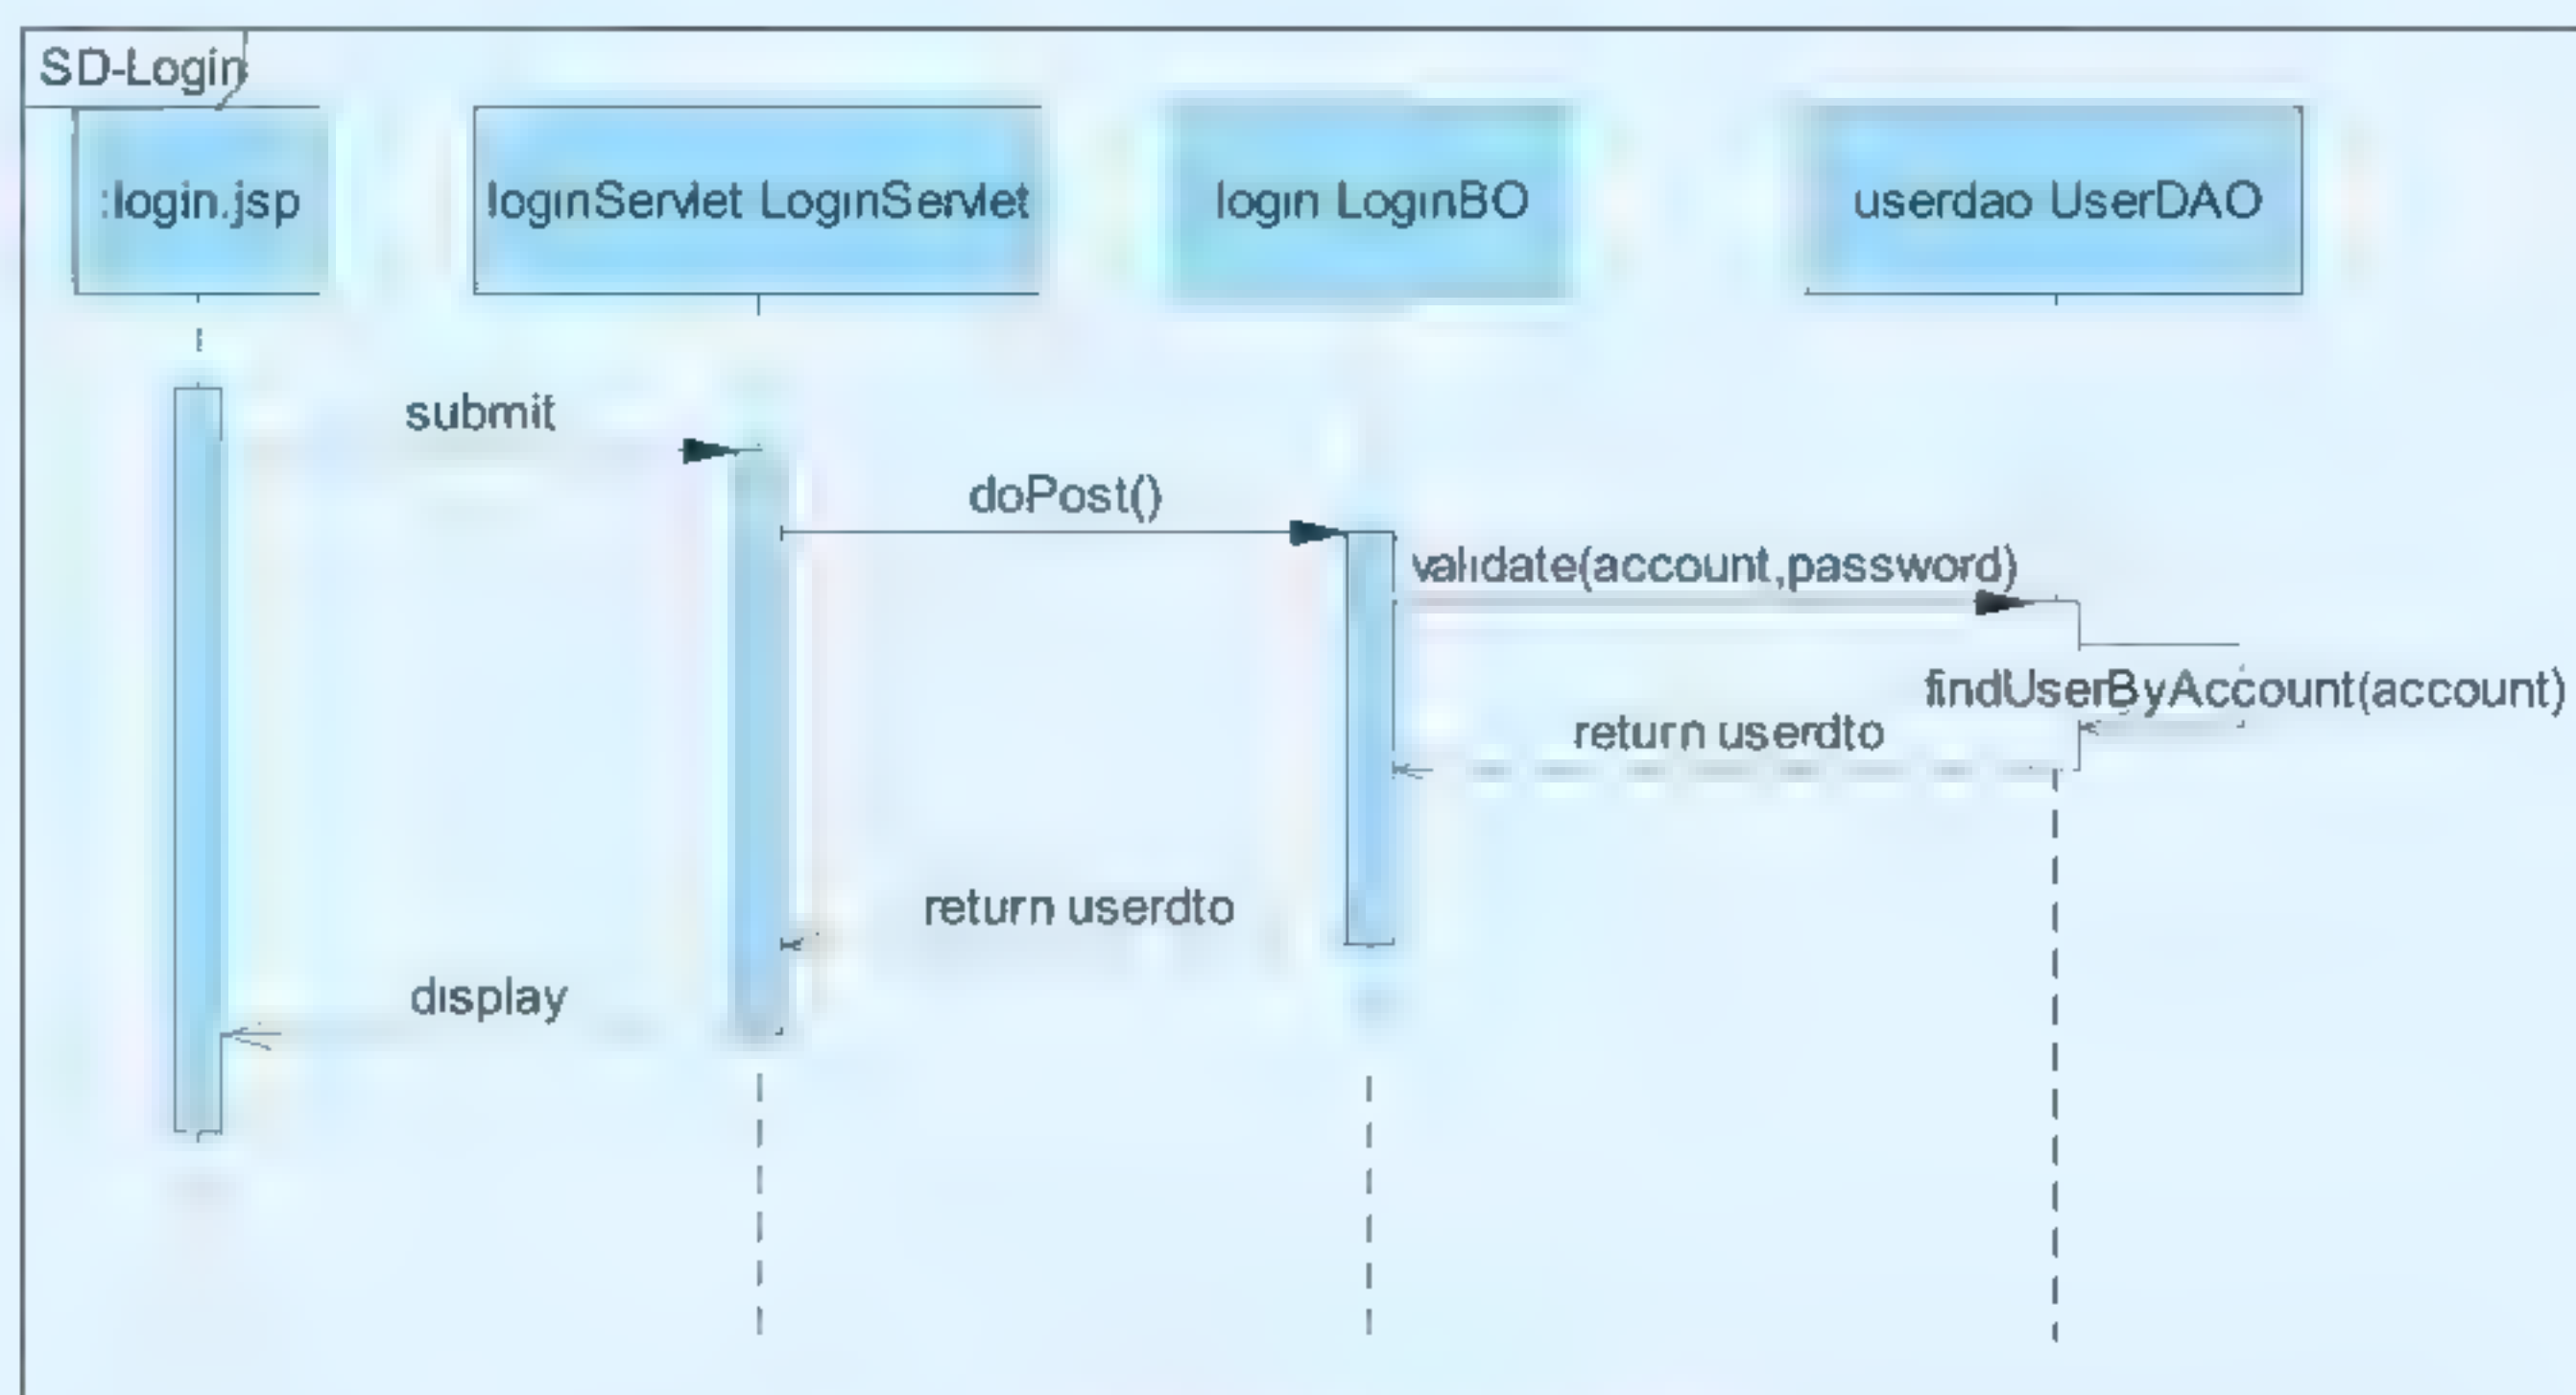 SD-Login
:login.jsp
loginServlet LoginServlet
login LoginBO
userdao UserDAO
submit
doPost()
validate(account,password)
findUserByAccount(account)
return userdto
return userdto
display